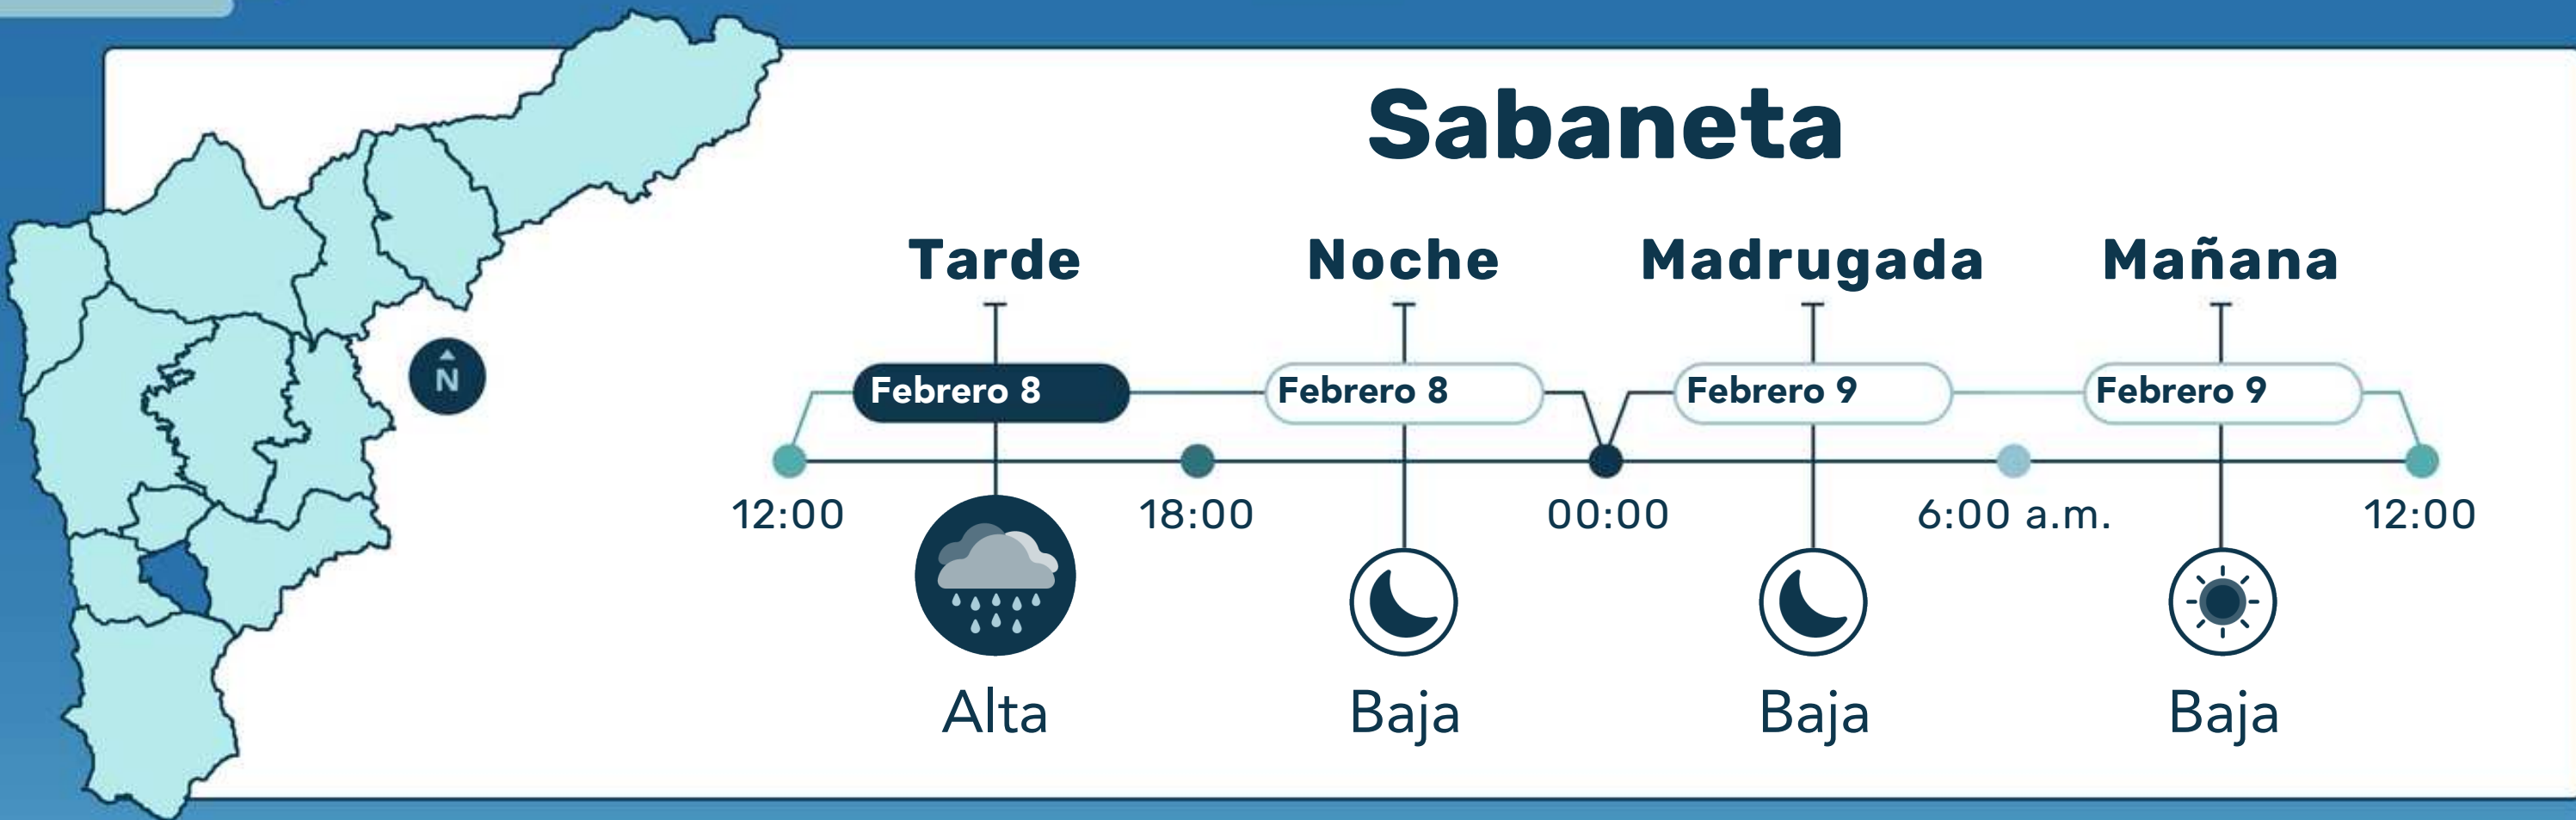 Sabaneta
Tarde Noche Madrugada Mañana
N
Febrero 8 Febrero 8 Febrero 9 Febrero 9
12:00 18:00 00:00 6:00 a.m. 12:00
Alta Baja Baja Baja